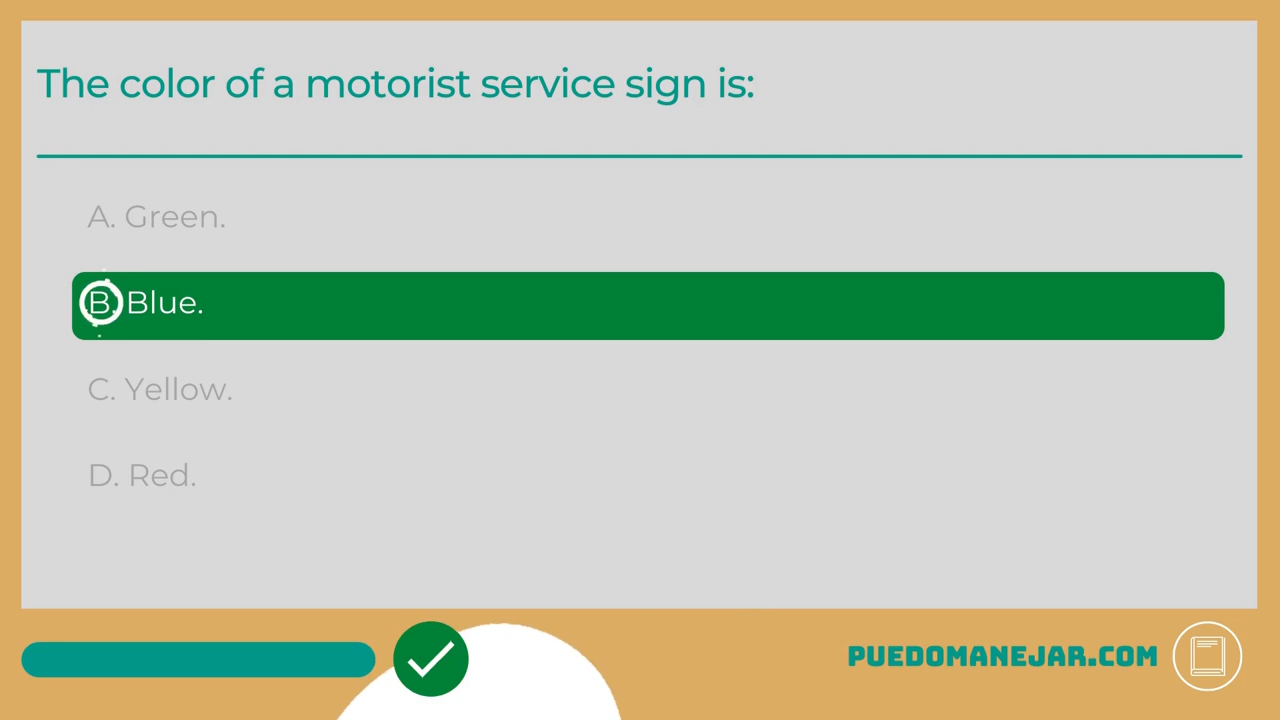 The color of a motorist service sign is:
A. Green.
B. Blue.
C. Yellow.
D. Red.
PUEDOMANEJAR.COM